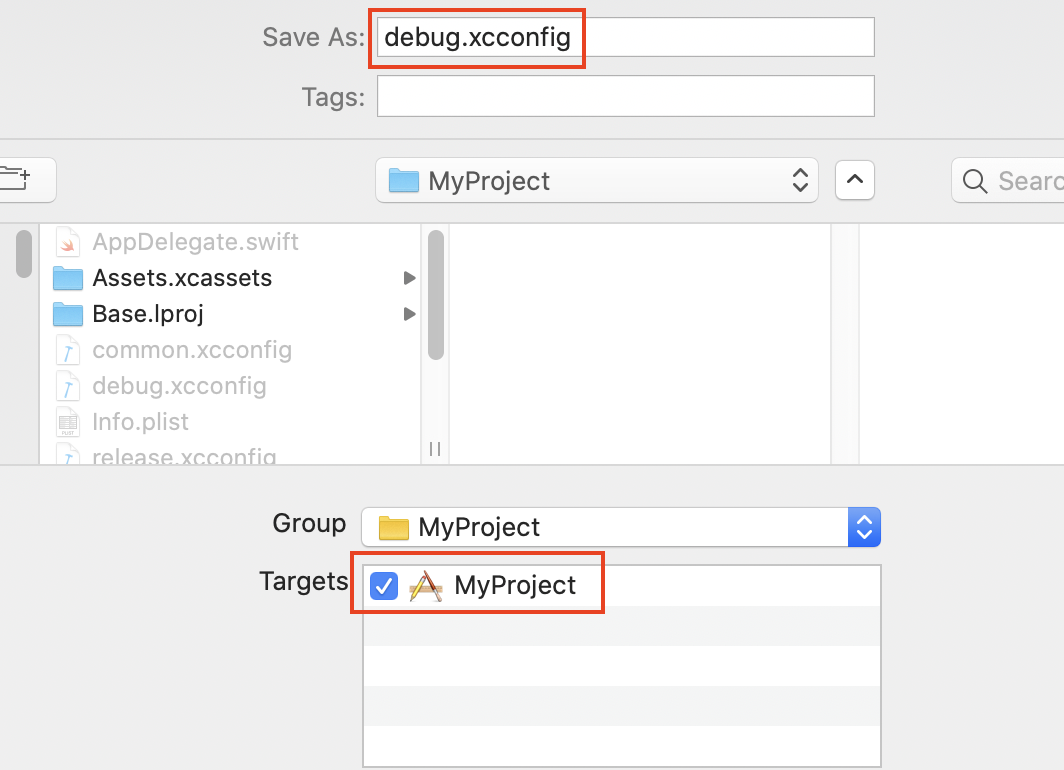 Save As: debug.xcconfig
Tags:
MyProject
Searc
AppDelegate.swift
Assets.xcassets
Base.lproj
common.xcconfig
debug.xcconfig
Info.plist
release.xcconfig
Group MyProject
Targets MyProject